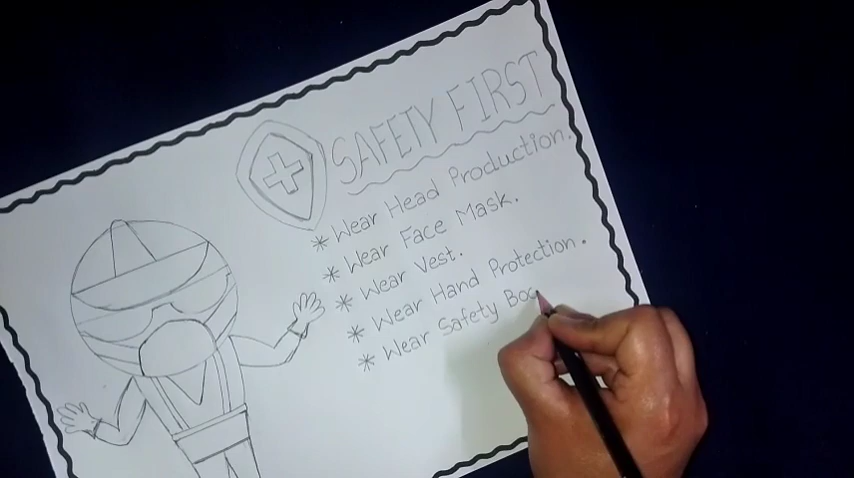 SAFETY FIRST
* Wear Head Production.
* Wear Face Mask.
* Wear Vest.
* Wear Hand Protection.
* Wear Safety Boo